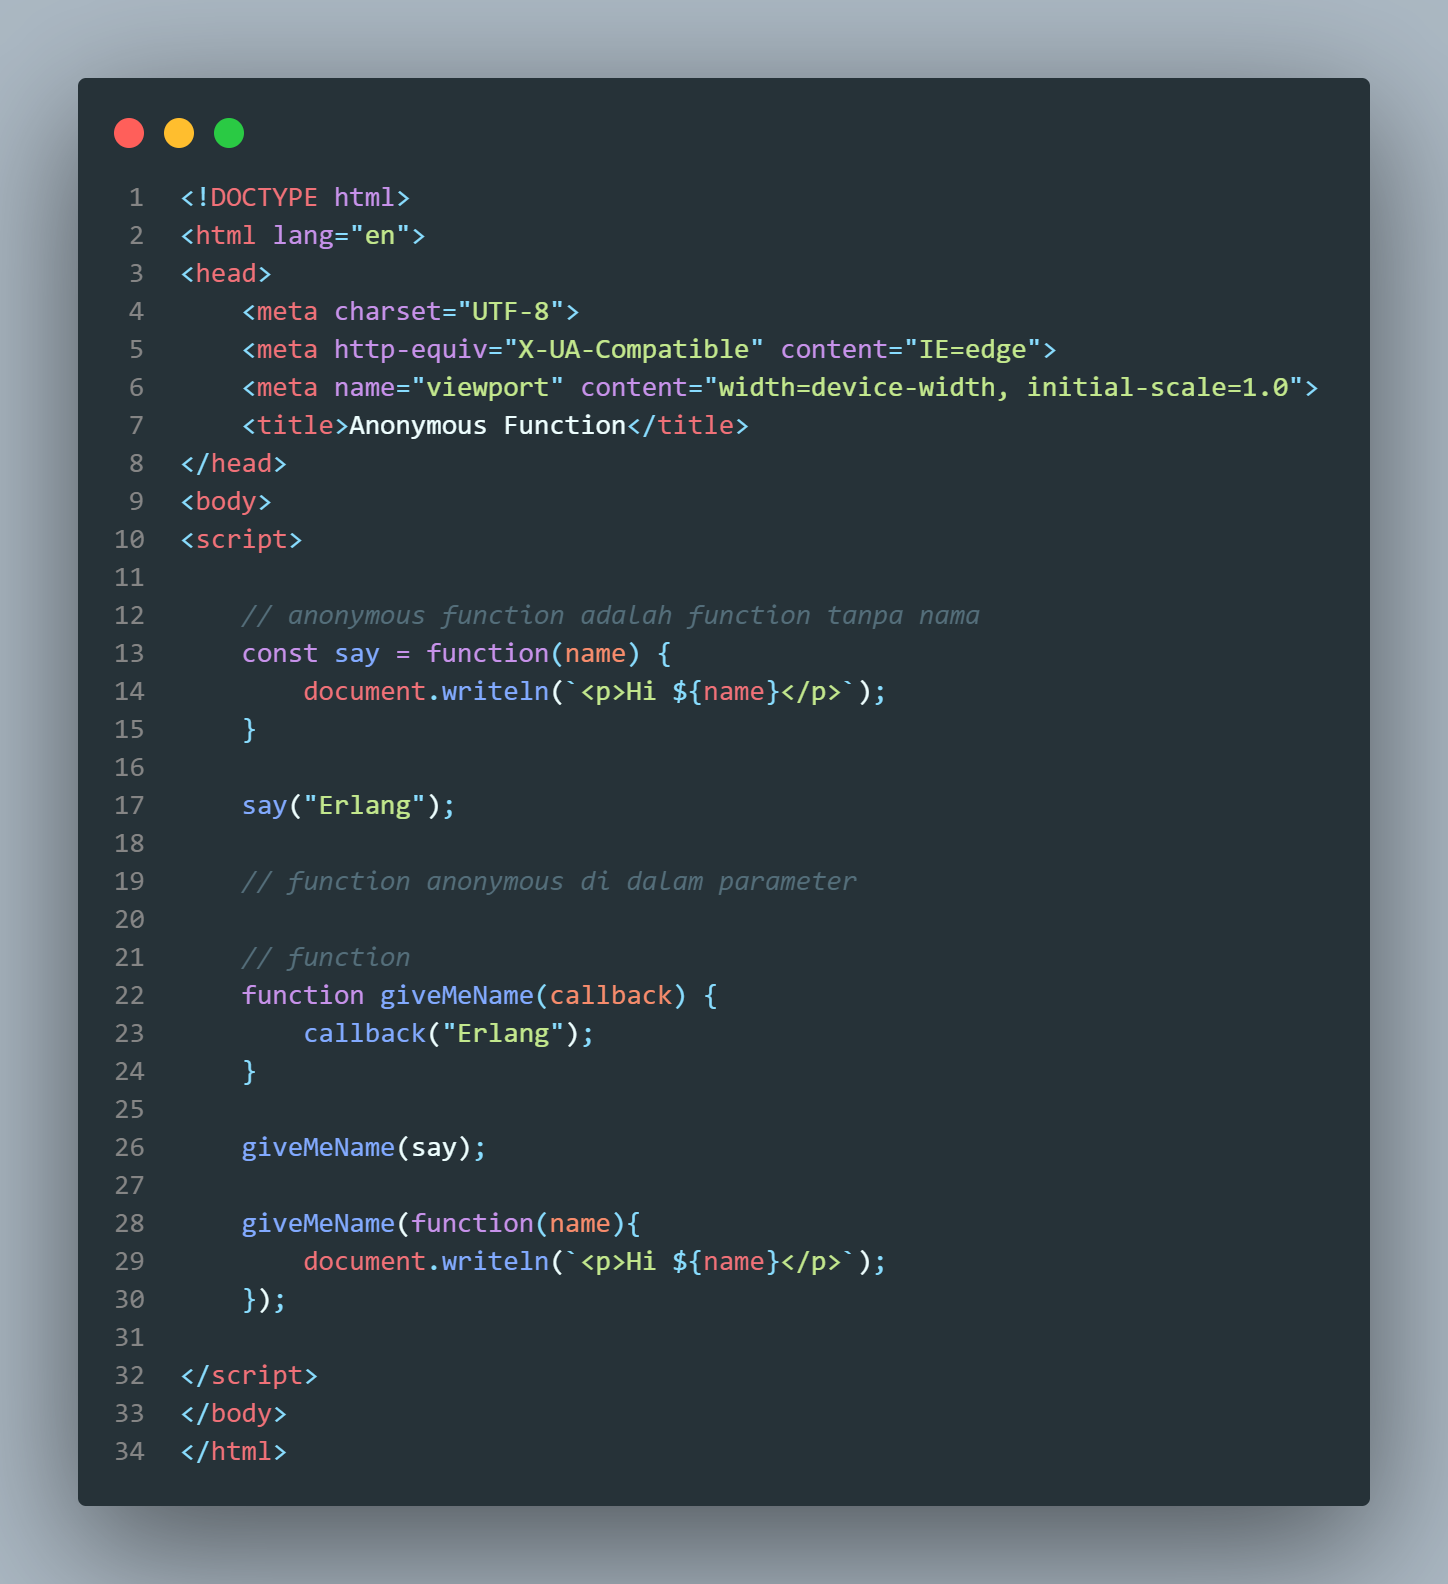 1 <!DOCTYPE html>
2 <html lang="en">
3 <head>
4     <meta charset="UTF-8">
5     <meta http-equiv="X-UA-Compatible" content="IE=edge">
6     <meta name="viewport" content="width=device-width, initial-scale=1.0">
7     <title>Anonymous Function</title>
8 </head>
9 <body>
10 <script>
11
12     // anonymous function adalah function tanpa nama
13     const say = function(name) {
14         document.writeln(`<p>Hi ${name}</p>`);
15     }
16
17     say("Erlang");
18
19     // function anonymous di dalam parameter
20
21     // function
22     function giveMeName(callback) {
23         callback("Erlang");
24     }
25
26     giveMeName(say);
27
28     giveMeName(function(name){
29         document.writeln(`<p>Hi ${name}</p>`);
30     });
31
32 </script>
33 </body>
34 </html>